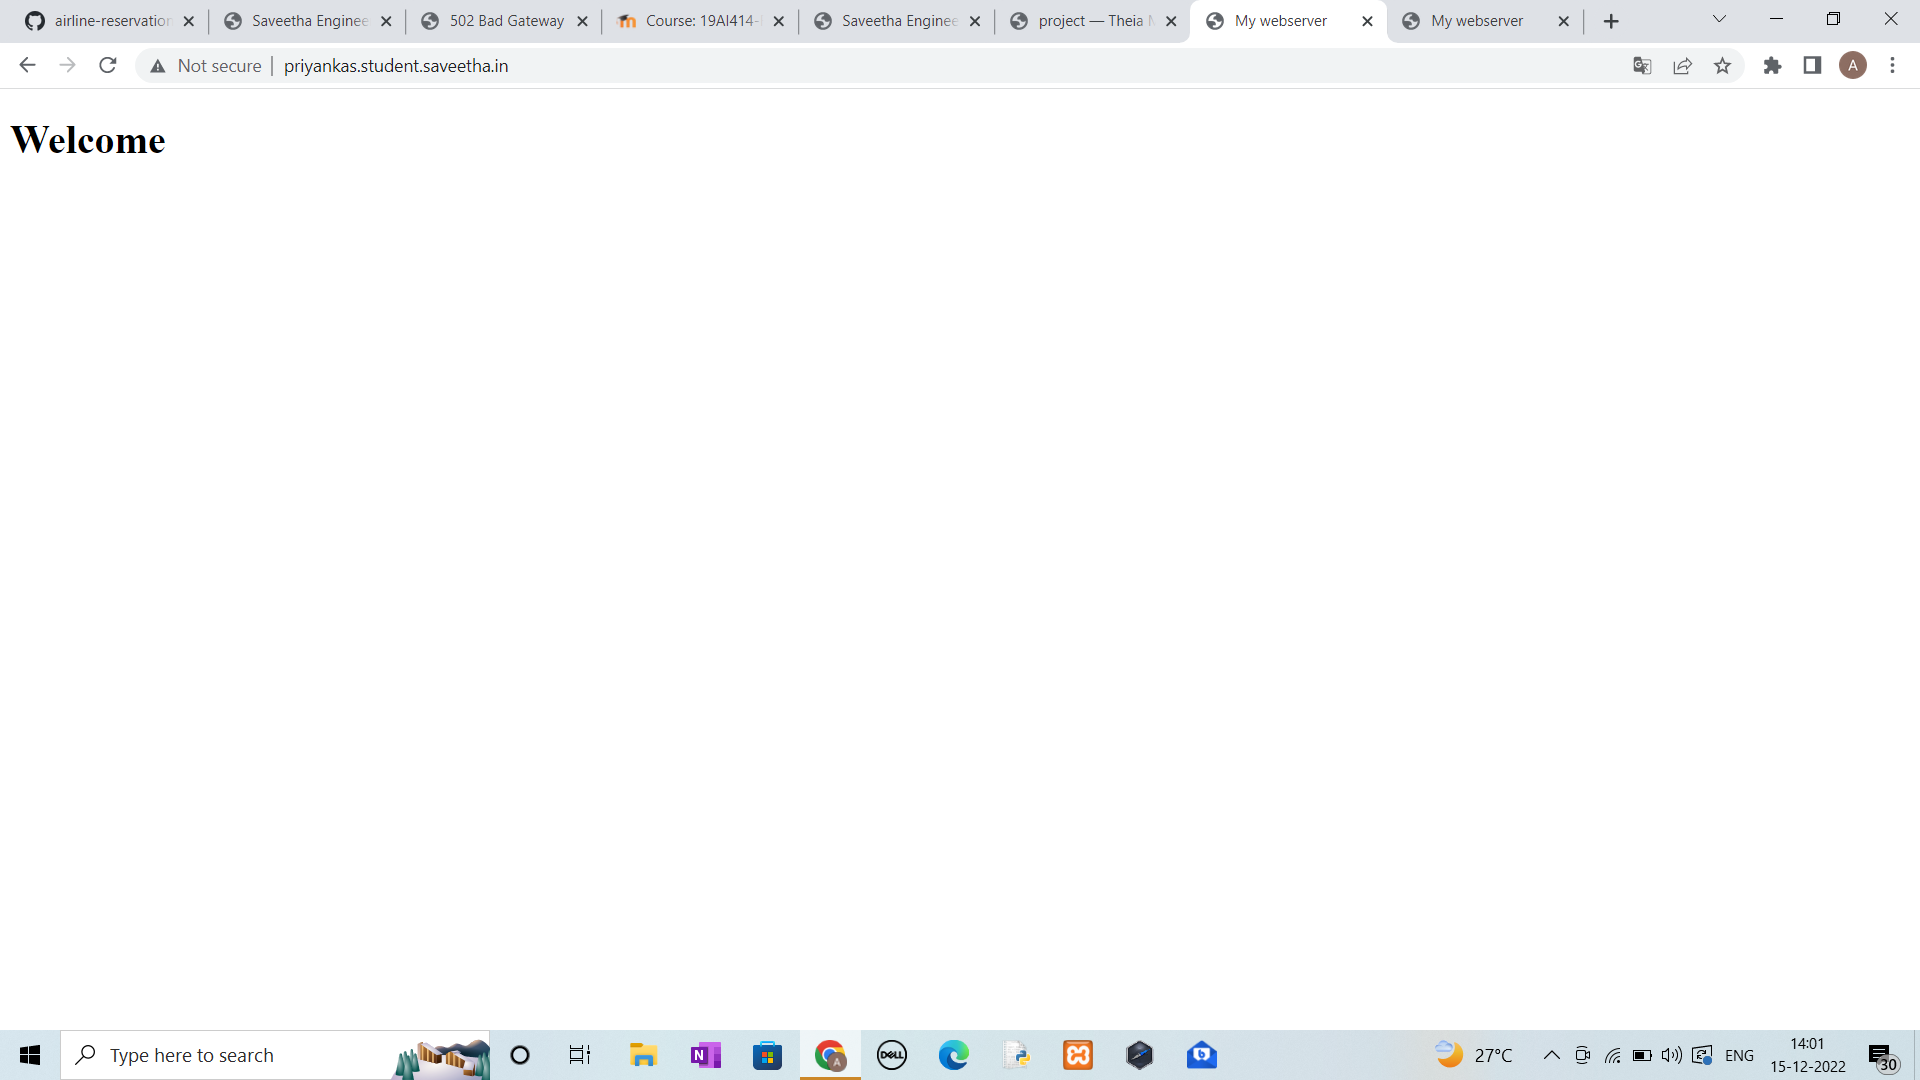 airline-reservation
Saveetha Enginee
502 Bad Gateway
Course: 19AI414-
Saveetha Enginee
project — Theia
My webserver
My webserver
Not secure
priyankas.student.saveetha.in
A
Welcome
Type here to search
N
A
DELL
27°C
ENG
14:01
15-12-2022
30